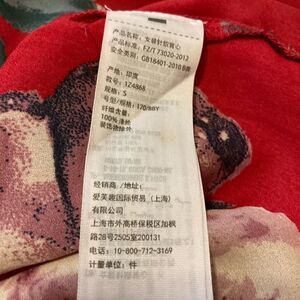 产品名称: 女装针织背心
产品标准: FZ/T 73020-2012
安全类别: GB18401-2010 B类
产地: 印度
款号: 124868
规格: S
号型/规格: 170/88Y
纤维含量:
100%涤纶
装饰物除外
经销商/地址:
爱芙趣国际贸易 (上海)
有限公司
上海市外高桥保税区加枫
路28号2505室200131
电话: 10-800-712-3169
计量单位: 件